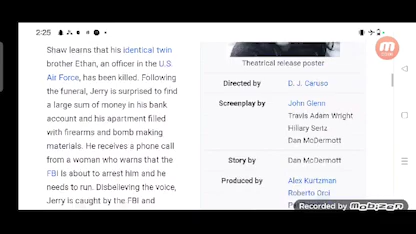 2:25
Shaw learns that his identical twin
brother Ethan, an officer in the U.S.
Air Force, has been killed. Following
the funeral, Jerry is surprised to find
a large sum of money in his bank
account and his apartment filled
with firearms and bomb making
materials. He receives a phone
call from a woman who warns that the
FBI is about to arrest him and he
needs to run. Disbelieving the voice,
Jerry is caught by the FBI and
Theatrical release poster
Directed by D. J. Caruso
Screenplay by John Glenn
Travis Adam Wright
Hillary Seitz
Dan McDermott
Story by Dan McDermott
Produced by Alex Kurtzman
Roberto Orci
Recorded by Mobizen